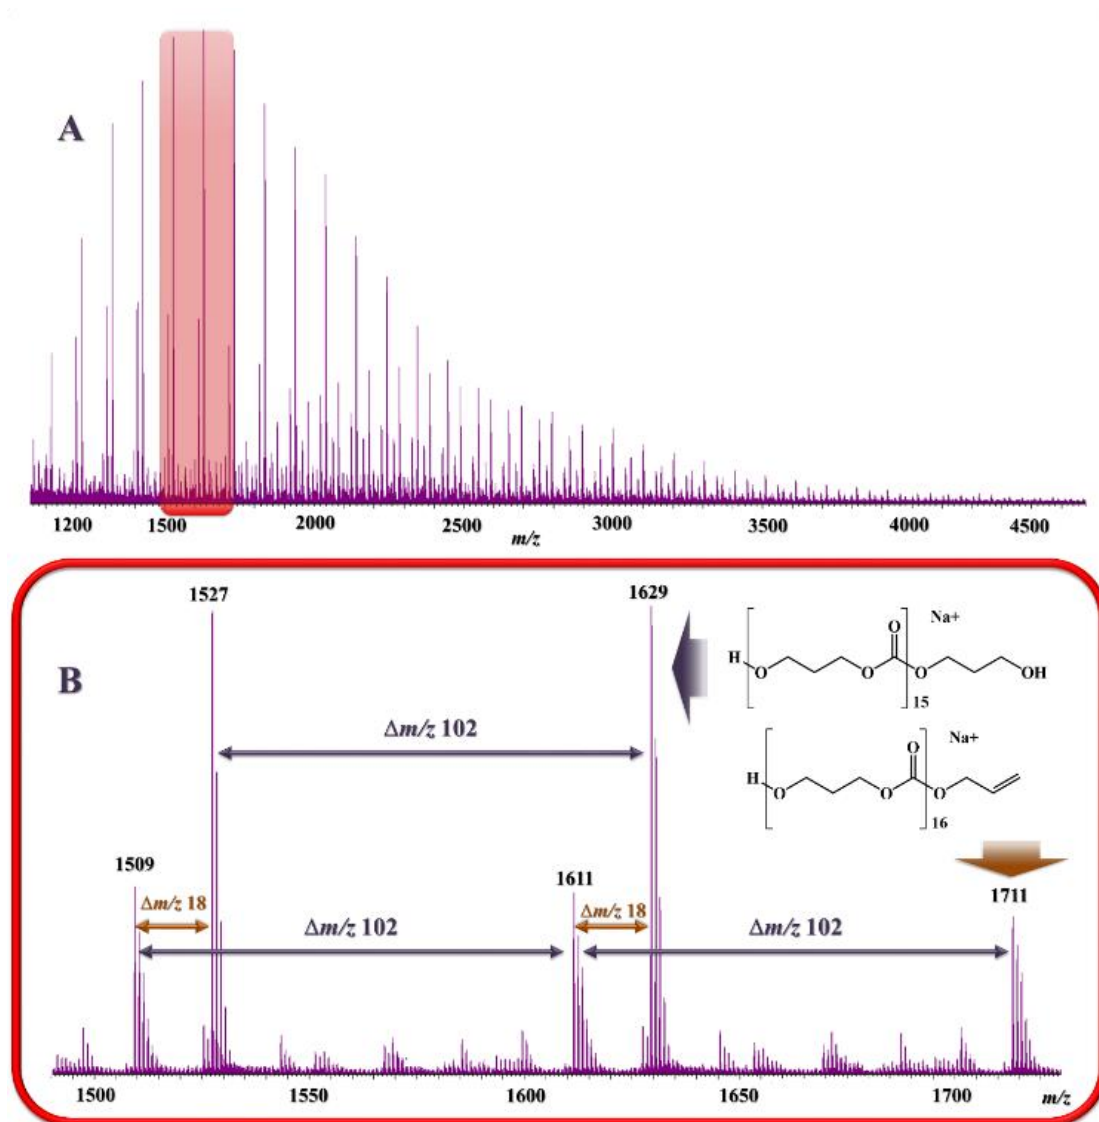 A
1200 1500 2000 2500 3000 3500 4000 4500
m/z
B
1527
1629
Na+
O
H
O
O
O
OH
15
Δm/z 102
Na+
O
H
O
O
O
16
1509
Δm/z 18
Δm/z 102
1611
Δm/z 18
Δm/z 102
1711
1500 1550 1600 1650 1700 m/z